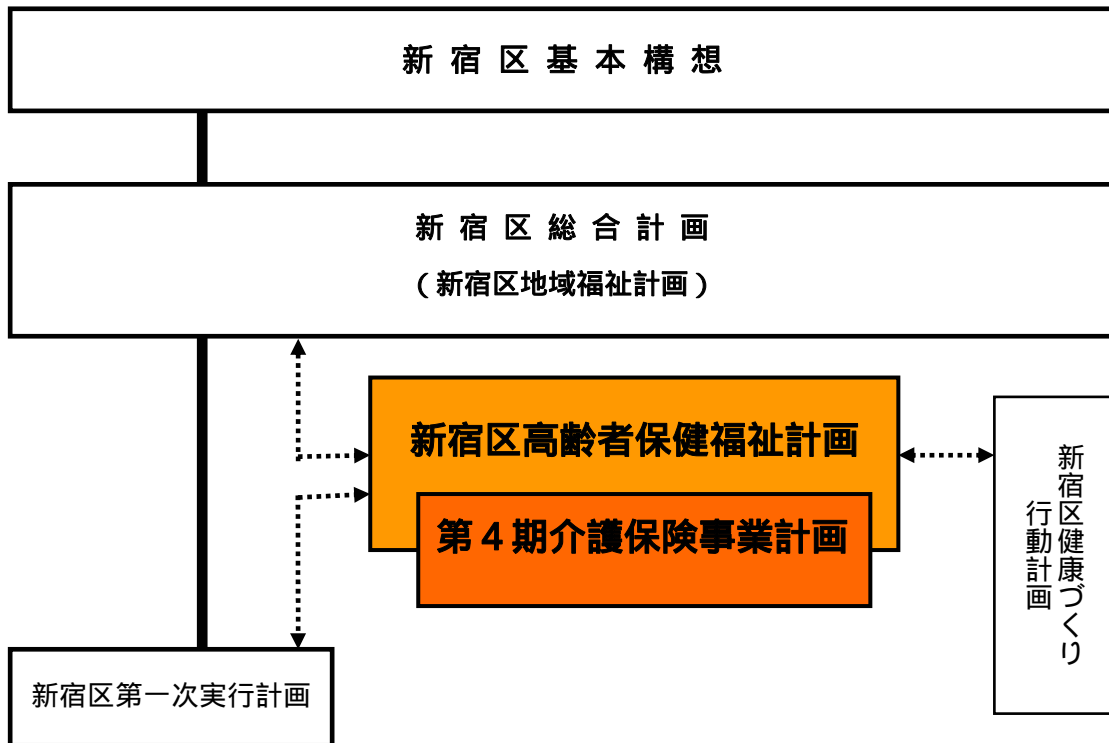 新宿区基本構想
新宿区総合計画
（新宿区地域福祉計画）
新宿区高齢者保健福祉計画
第４期介護保険事業計画
新宿区健康づくり
行動計画
新宿区第一次実行計画